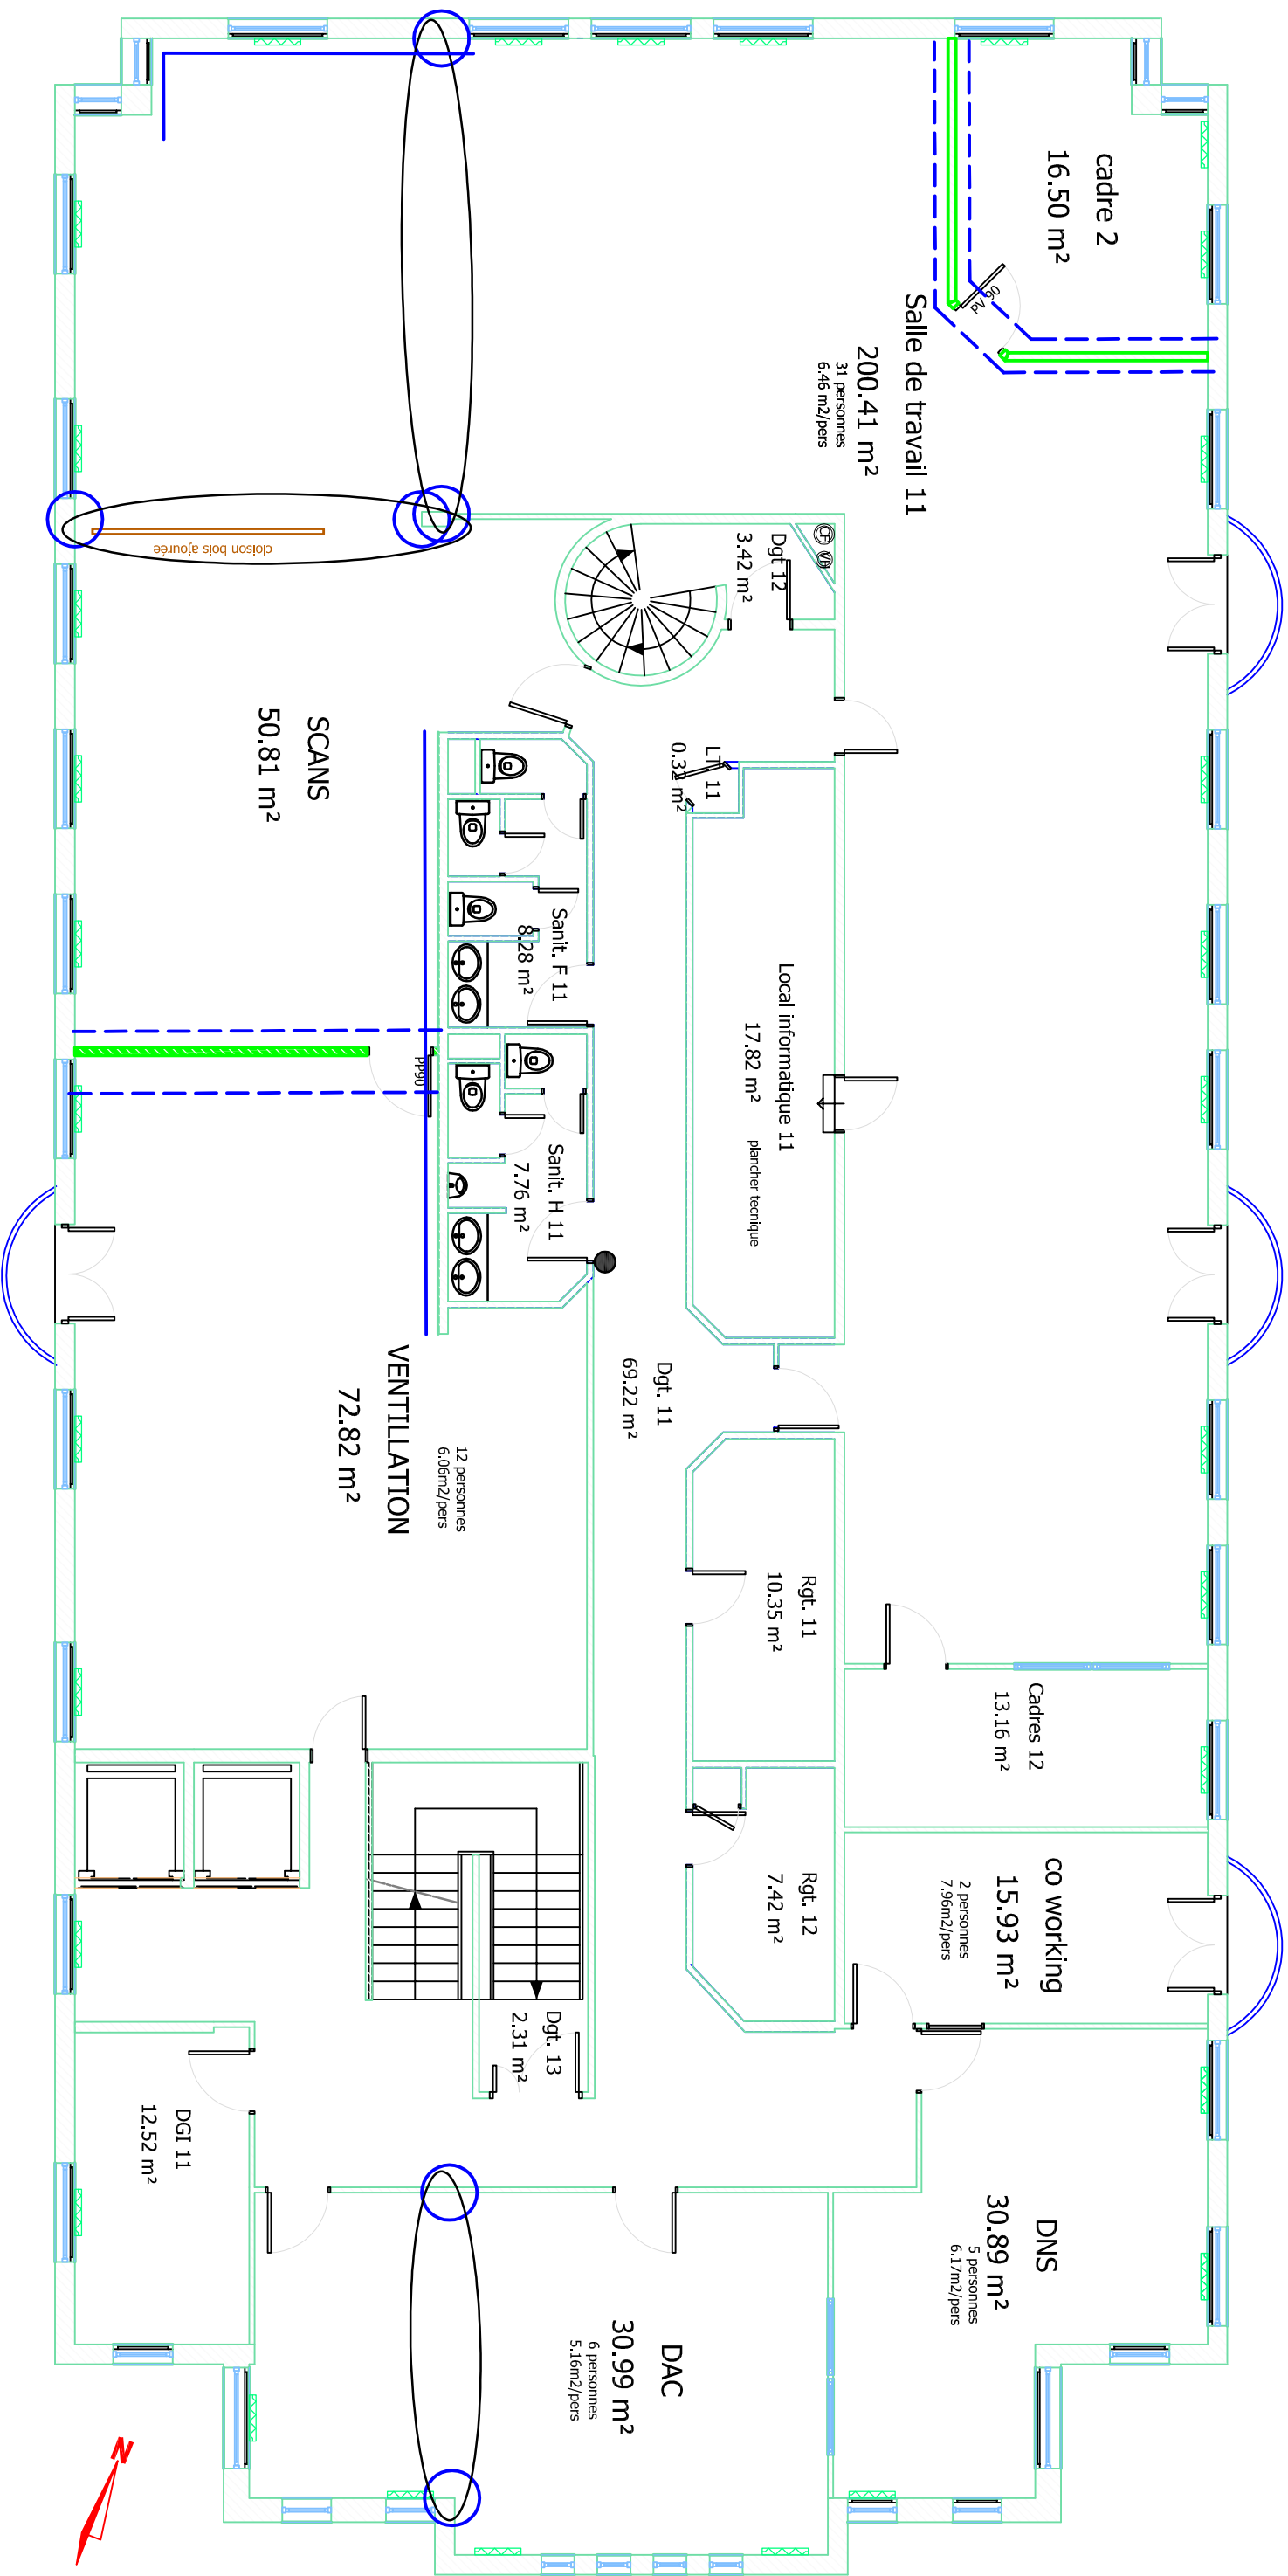 cadre 2
16.50 m²
PV 90
Salle de travail 11
200.41 m²
31 personnes
6.46 m2/pers
cloison bois ajourée
CF
VH
Dgt 12
3.42 m²
SCANS
50.81 m²
LT 11
0.32 m²
Sanit. F 11
8.28 m²
Local informatique 11
17.82 m²
plancher tecnique
PP90
Sanit. H 11
7.76 m²
VENTILLATION
72.82 m²
12 personnes
6.06m2/pers
Dgt. 11
69.22 m²
Rgt. 11
10.35 m²
Cadres 12
13.16 m²
co working
15.93 m²
2 personnes
7.96m2/pers
Rgt. 12
7.42 m²
Dgt. 13
2.31 m²
DGI 11
12.52 m²
DNS
30.89 m²
5 personnes
6.17m2/pers
DAC
30.99 m²
6 personnes
5.16m2/pers
N